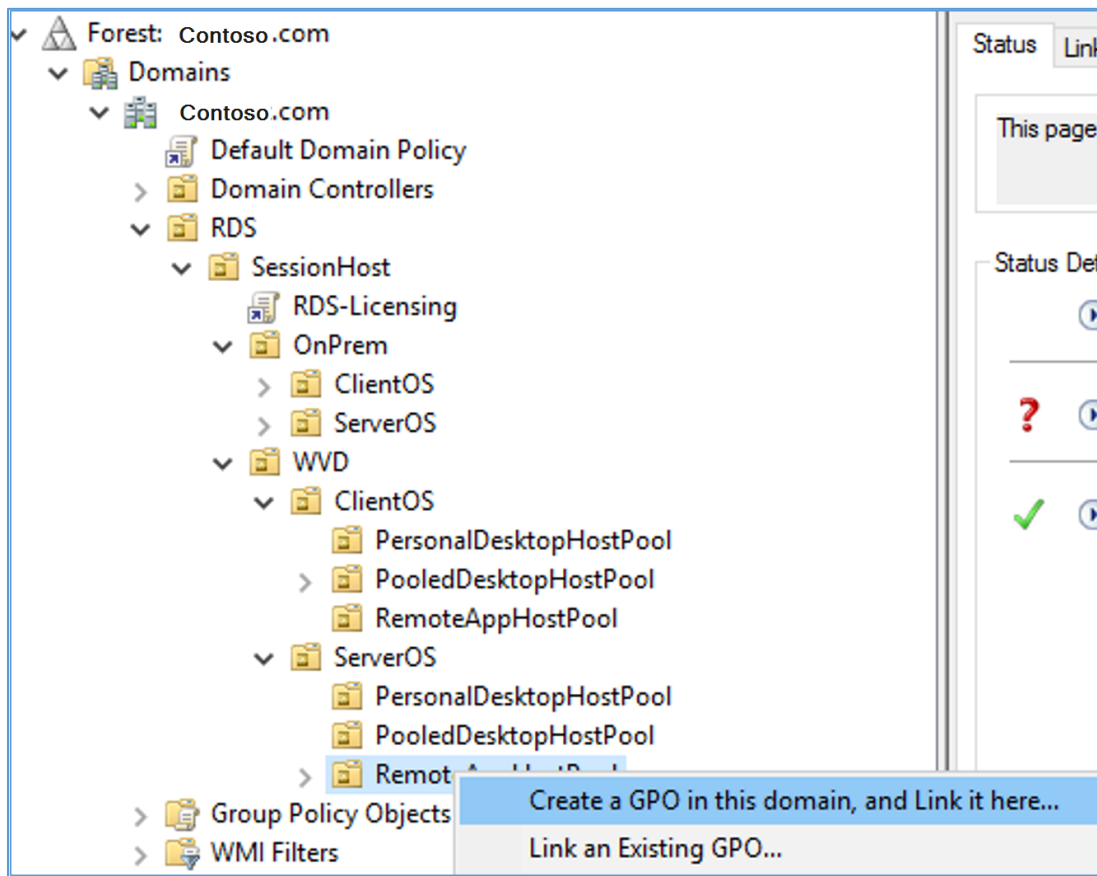 Forest: Contoso.com
Domains
Contoso.com
Default Domain Policy
Domain Controllers
RDS
SessionHost
RDS-Licensing
OnPrem
ClientOS
ServerOS
WVD
ClientOS
PersonalDesktopHostPool
PooledDesktopHostPool
RemoteAppHostPool
ServerOS
PersonalDesktopHostPool
PooledDesktopHostPool
Group Policy Objects
WMI Filters
Create a GPO in this domain, and Link it here...
Link an Existing GPO...
Status
This page
Status